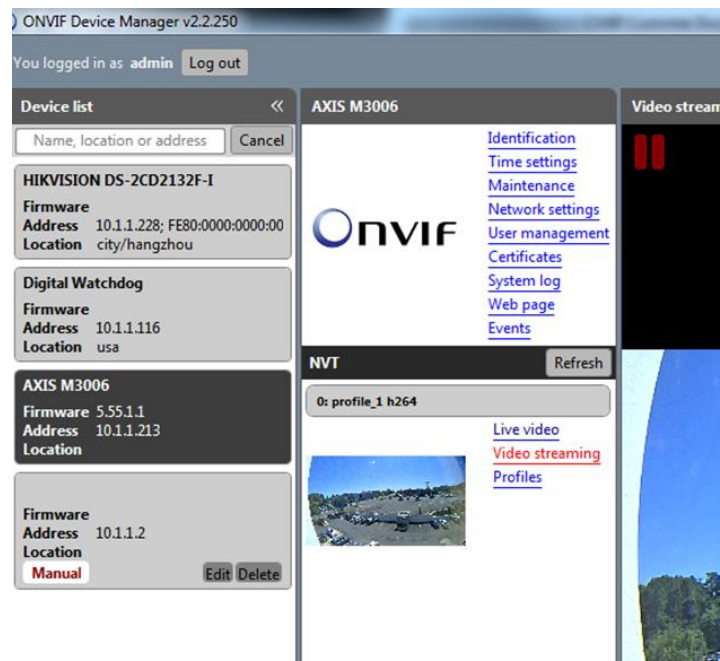 ONVIF Device Manager v2.2.250
You logged in as admin Log out
Device list «
Name, location or address Cancel
HIKVISION DS-2CD2132F-I
Firmware
Address 10.1.1.228; FE80:0000:0000:00
Location city/hangzhou
Digital Watchdog
Firmware
Address 10.1.1.116
Location usa
AXIS M3006
Firmware 5.55.1.1
Address 10.1.1.213
Location
Firmware
Address 10.1.1.2
Location
Manual Edit Delete
AXIS M3006
ONVIF
Identification
Time settings
Maintenance
Network settings
User management
Certificates
System log
Web page
Events
NVT Refresh
0: profile_1 h264
Live video
Video streaming
Profiles
Video stream